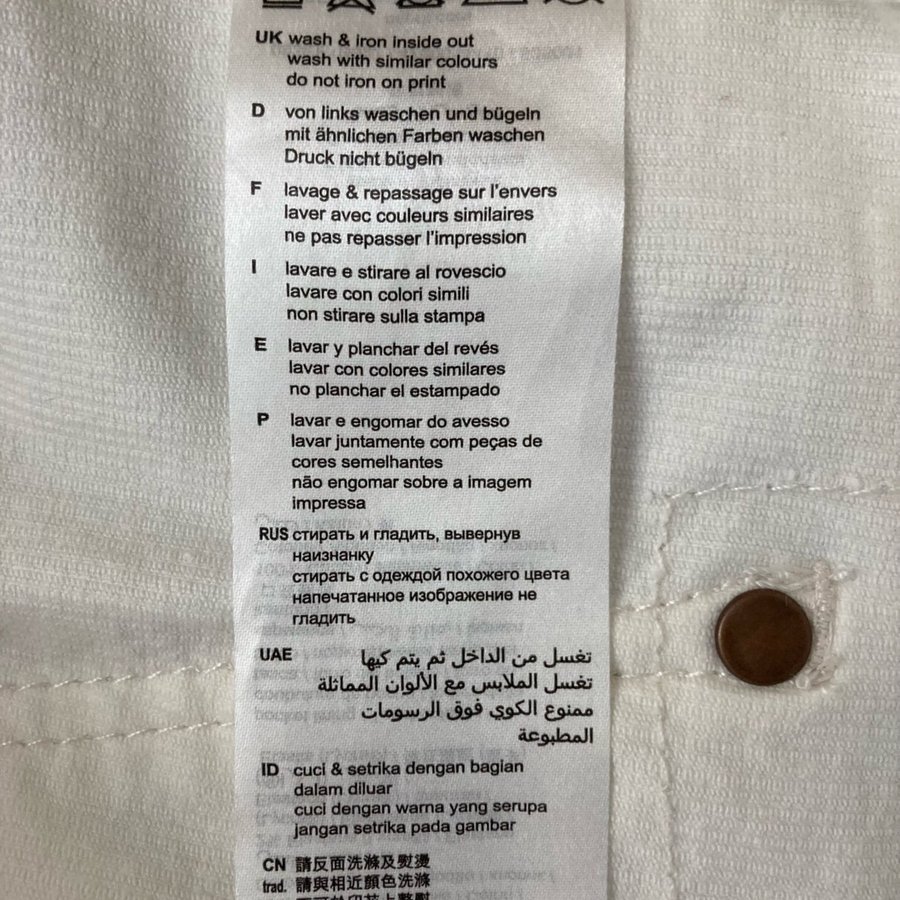 UK wash & iron inside out
wash with similar colours
do not iron on print
D von links waschen und bügeln
mit ähnlichen Farben waschen
Druck nicht bügeln
F lavage & repassage sur l'envers
laver avec couleurs similaires
ne pas repasser l'impression
I lavare e stirare al rovescio
lavare con colori simili
non stirare sulla stampa
E lavar y planchar del revés
lavar con colores similares
no planchar el estampado
P lavar e engomar do avesso
lavar juntamente com peças de
cores semelhantes
não engomar sobre a imagem
impressa
RUS стирать и гладить, вывернув
наизнанку
стирать с одеждой похожего цвета
напечатанное изображение не
гладить
UAE تغسل من الداخل ثم يتم كيها
تغسل الملابس مع الألوان المماثلة
ممنوع الكوي فوق الرسومات
المطبوعة
ID cuci & setrika dengan bagian
dalam diluar
cuci dengan warna yang serupa
jangan setrika pada gambar
CN 請反面洗滌及熨燙
trad. 請與相近顏色洗滌